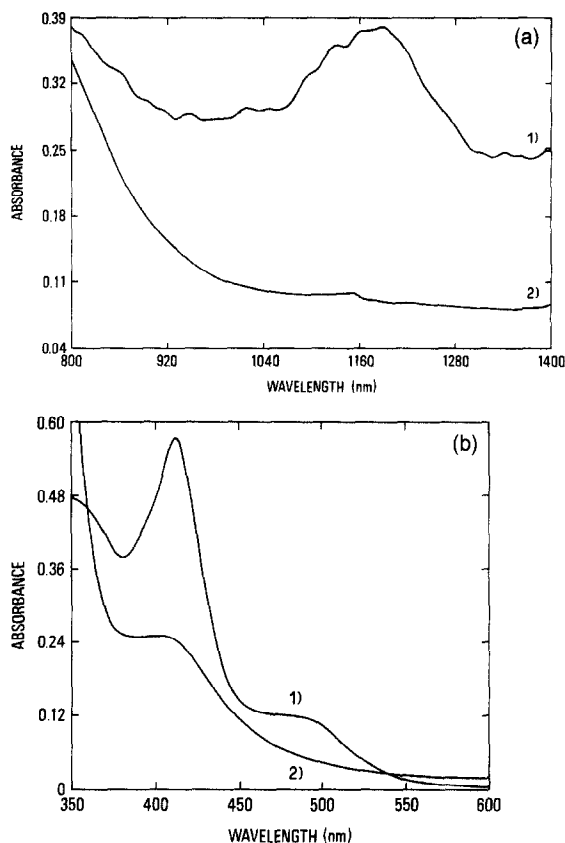 (a)
0.39
0.32
0.25
0.18
0.11
0.04
ABSORBANCE
1)
2)
800 920 1040 1160 1280 1400
WAVELENGTH (nm)
(b)
0.60
0.48
0.36
0.24
0.12
0
ABSORBANCE
1)
2)
350 400 450 500 550 600
WAVELENGTH (nm)